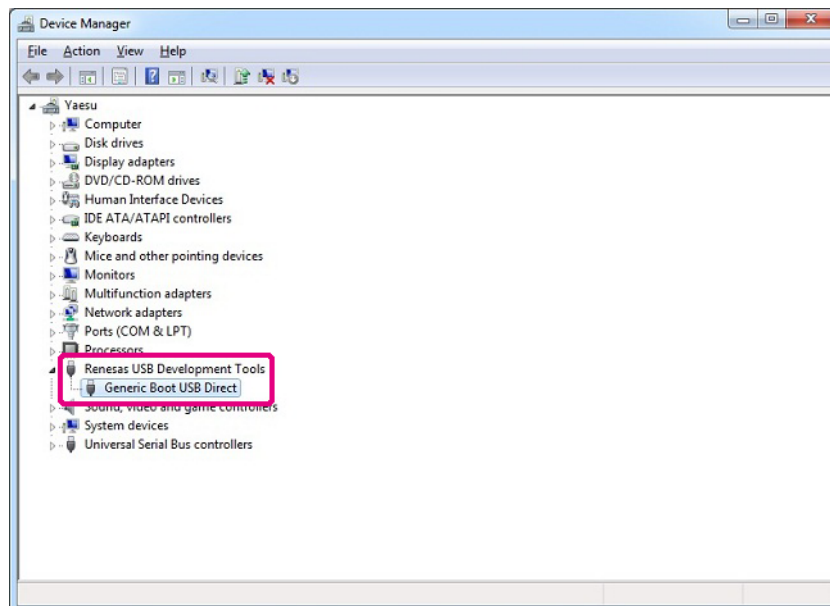 Device Manager
File Action View Help
Yaesu
Computer
Disk drives
Display adapters
DVD/CD-ROM drives
Human Interface Devices
IDE ATA/ATAPI controllers
Keyboards
Mice and other pointing devices
Monitors
Multifunction adapters
Network adapters
Ports (COM & LPT)
Processors
Renesas USB Development Tools
Generic Boot USB Direct
Sound, video and game controllers
System devices
Universal Serial Bus controllers